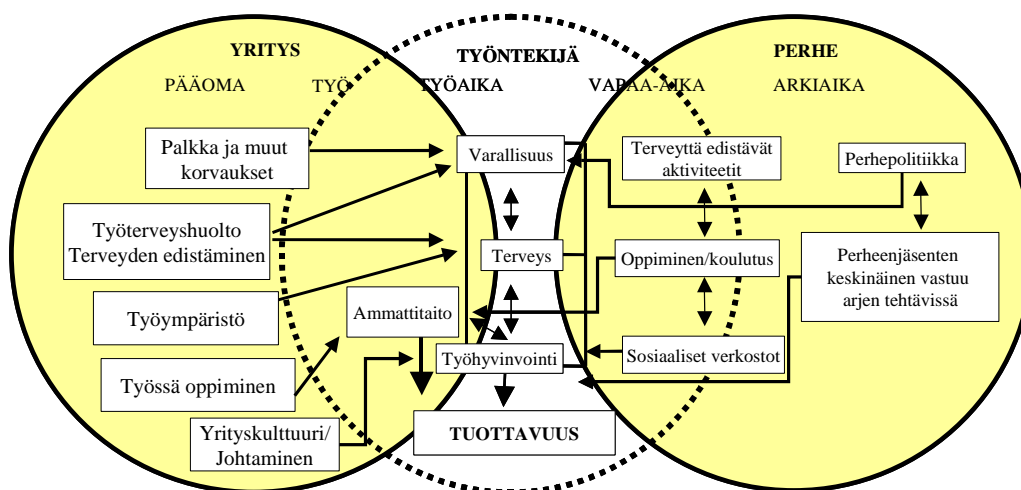 YRITYS
TYÖNTEKIJÄ
PERHE
PÄÄOMA
TYÖ
TYÖAIKA
VAPAA-AIKA
ARKIAIKA
Palkka ja muut
korvaukset
Varallisuus
Terveyttä edistävät
aktiviteetit
Perhepolitiikka
Työterveyshuolto
Terveyden edistäminen
Terveys
Oppiminen/koulutus
Perheenjäsenten
keskinäinen vastuu
arjen tehtävissä
Työympäristö
Ammattitaito
Työhyvinvointi
Sosiaaliset verkostot
Työssä oppiminen
Yrityskulttuuri/
Johtaminen
TUOTTAVUUS